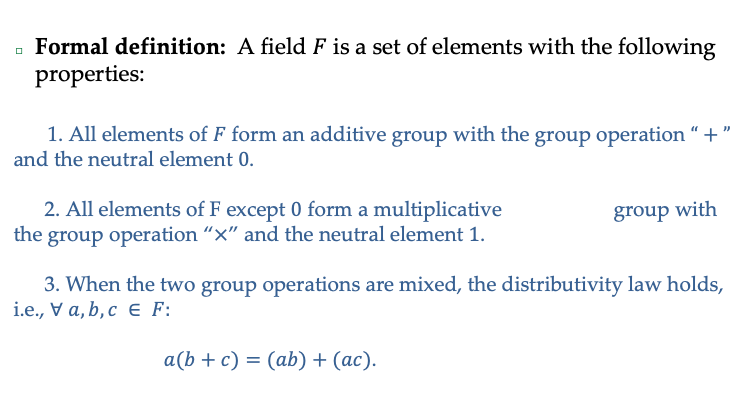 Formal definition: A field F is a set of elements with the following
properties:
1. All elements of F form an additive group with the group operation “ + ”
and the neutral element 0.
2. All elements of F except 0 form a multiplicative group with
the group operation “×” and the neutral element 1.
3. When the two group operations are mixed, the distributivity law holds,
i.e., ∀ a, b, c ∈ F:
a(b + c) = (ab) + (ac).